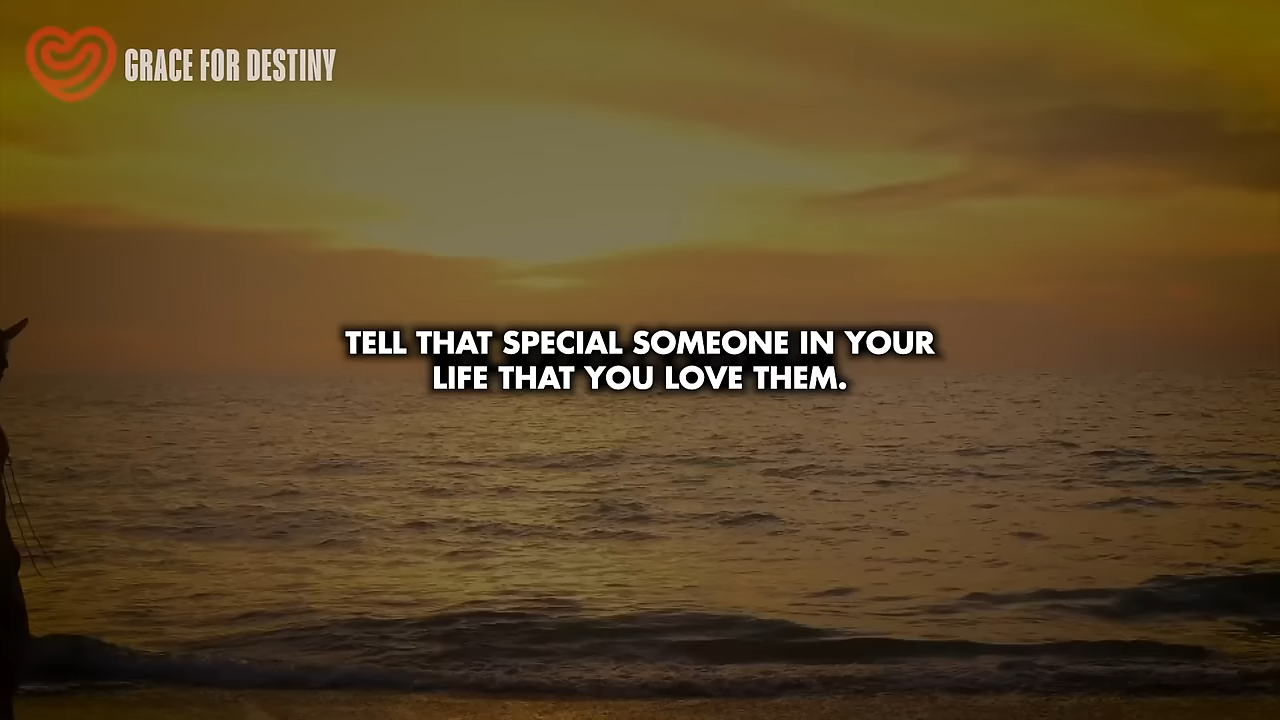 GRACE FOR DESTINY
TELL THAT SPECIAL SOMEONE IN YOUR
LIFE THAT YOU LOVE THEM.